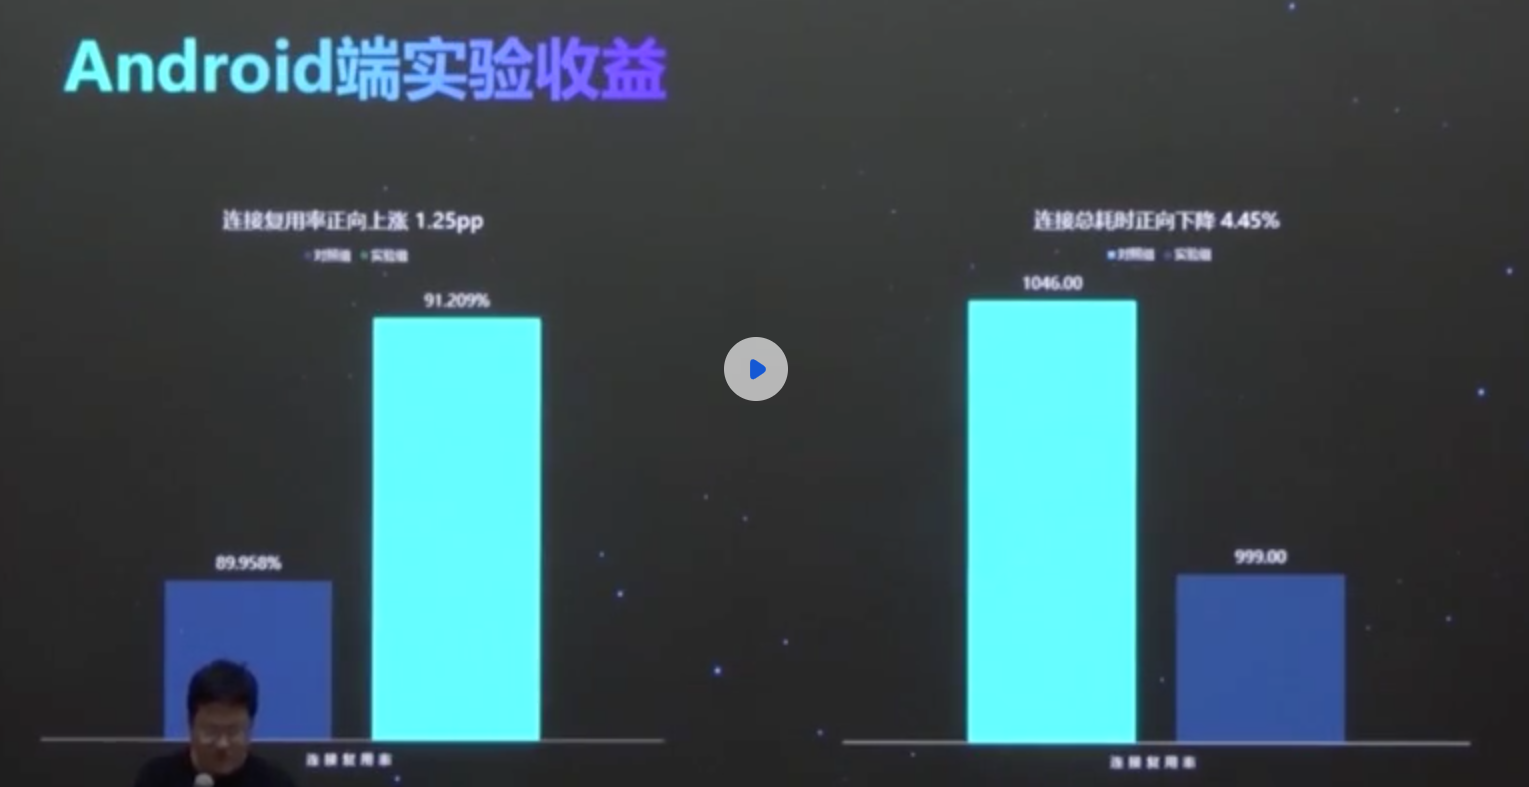 Android端实验收益
连接复用率正向上涨 1.25pp
对照组 实验组
89.958%
91.209%
连接复用率
连接总耗时正向下降 4.45%
对照组 实验组
1046.00
999.00
连接复用率